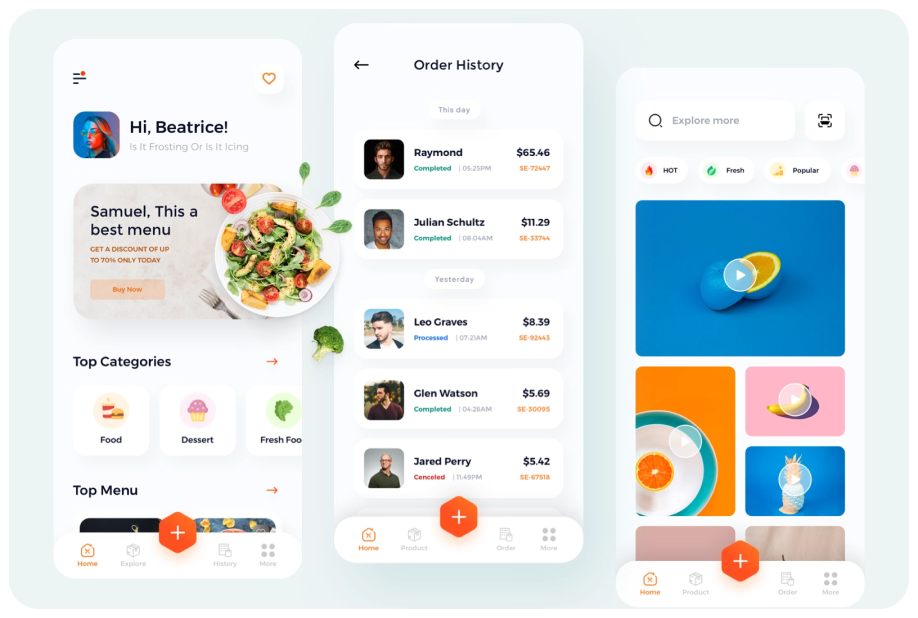 Hi, Beatrice!
Is It Frosting Or Is It Icing
Samuel, This a
best menu
GET A DISCOUNT OF UP
TO 70% ONLY TODAY
Buy Now
Top Categories
Food
Dessert
Fresh Foo
Top Menu
Home
Explore
History
More
Order History
This day
Raymond
$65.46
Completed | 05:25PM
SE-72447
Julian Schultz
$11.29
Completed | 08:04AM
SE-33744
Yesterday
Leo Graves
$8.39
Processed | 07:21AM
SE-92443
Glen Watson
$5.69
Completed | 04:26AM
SE-30095
Jared Perry
$5.42
Cenceled | 11:49PM
SE-67518
Home
Product
Order
More
Explore more
HOT
Fresh
Popular
Home
Product
Order
More